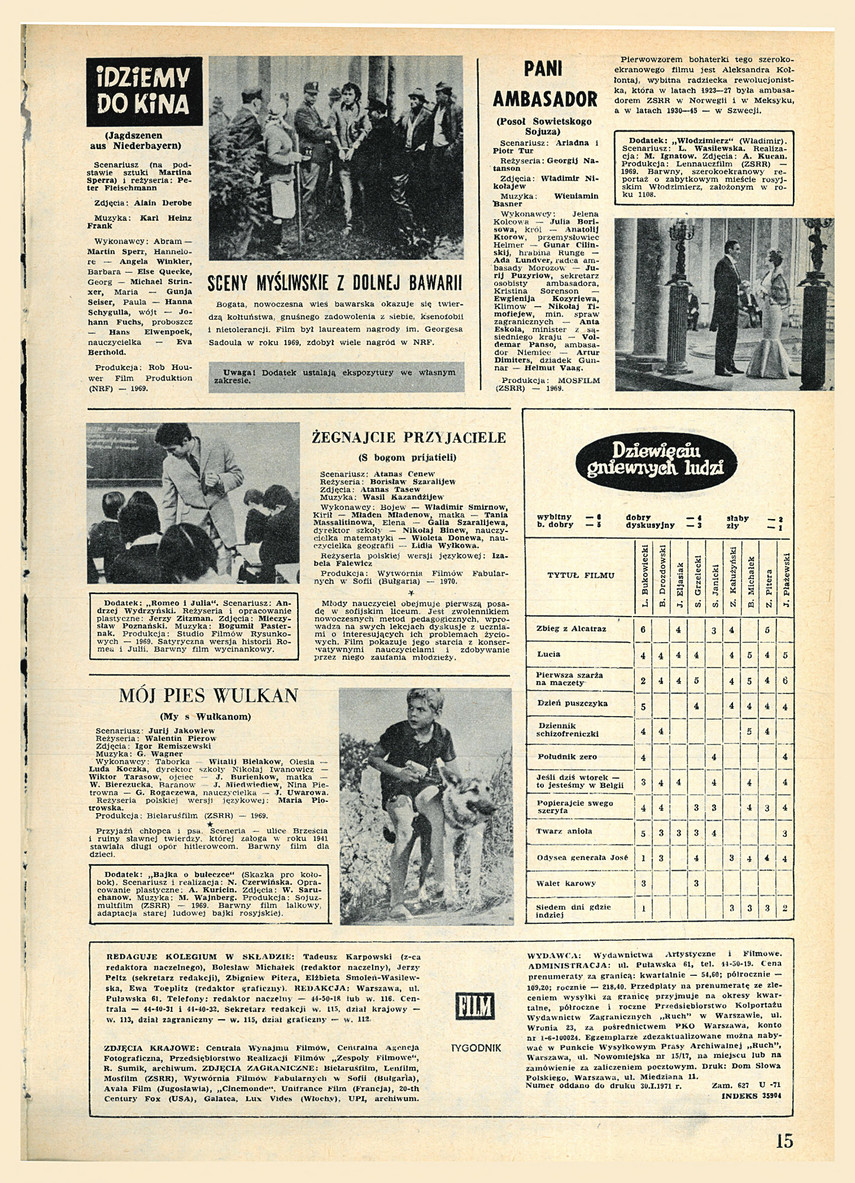 iDZIEMY
DO KiNA
(Jagdszenen
aus Niederbayern)
Scenariusz (na pod-
stawie sztuki Martina
Sperra) i reżyseria: Pe-
ter Fleischmann
Zdjęcia: Alain Derobe
Muzyka: Karl Heinz
Frank
Wykonawcy: Abram —
Martin Sperr, Hannelo-
re — Angela Winkler,
Barbara — Else Quecke,
Georg — Michael Strin-
xer, Maria — Gunja
Seiser, Paula — Hanna
Schygulla, wójt — Jo-
hann Fuchs, proboszcz
— Hans Elwenpoek,
nauczycielka — Eva
Berthold.
Produkcja: Rob Hou-
wer Film Produktion
(NRF) — 1969.
SCENY MYŚLIWSKIE Z DOLNEJ BAWARII
Bogata, nowoczesna wieś bawarska okazuje się twier-
dzą kołtuństwa, gnuśnego zadowolenia z siebie, ksenofobii
i nietolerancji. Film był laureatem nagrody im. Georgesa
Sadoula w roku 1969, zdobył wiele nagród w NRF.
Uwaga! Dodatek ustalają ekspozytury we własnym
zakresie.
PANI
AMBASADOR
(Posoł Sowietskogo
Sojuza)
Scenariusz: Ariadna i
Piotr Tur
Reżyseria: Georgij Na-
tanson
Zdjęcia: Władimir Ni-
kołajew
Muzyka: Wieniamin
Basner
Wykonawcy: Jelena
Kolcowa — Julia Bori-
sowa, król — Anatolij
Ktorow, przemysłowiec
Helmer — Gunar Cilin-
skij, hrabina Runge —
Ada Lundver, radca am-
basady Morozow — Ju-
rij Puzyriow, sekretarz
osobisty ambasadora,
Kristina Sorenson —
Ewgienija Kozyriewa,
Klimow — Nikołaj Ti-
mofiejew, min. spraw
zagranicznych — Anta
Eskola, minister z są-
siedniego kraju — Vol-
demar Panso, ambasa-
dor Niemiec — Artur
Dimiters, dziadek Gun-
nar — Helmut Vaag.
Produkcja: MOSFILM
(ZSRR) — 1969.
Pierwowzorem bohaterki tego szeroko-
ekranowego filmu jest Aleksandra Koł-
łontaj, wybitna radziecka rewolucjonist-
ka, która w latach 1923—27 była ambasa-
dorem ZSRR w Norwegii i w Meksyku,
a w latach 1930—45 — w Szwecji.
Dodatek: „Włodzimierz" (Władimir).
Scenariusz: L. Wasilewska. Realiza-
cja: M. Ignatow. Zdjęcia: A. Kucan.
Produkcja: Lennauczfilm (ZSRR) —
1969. Barwny, szerokoekranowy re-
portaż o zabytkowym mieście rosyj-
skim Włodzimierz, założonym w ro-
ku 1108.
ŻEGNAJCIE PRZYJACIELE
(S bogom prijatieli)
Scenariusz: Atanas Cenew
Reżyseria: Borisław Szaralijew
Zdjęcia: Atanas Tasew
Muzyka: Wasil Kazandżijew
Wykonawcy: Bojew — Władimir Smirnow,
Kirił — Mładen Mładenow, matka — Tania
Massalitinowa, Elena — Galia Szaralijewa,
dyrektor szkoły — Nikołaj Binew, nauczy-
cielka matematyki — Wioleta Donewa, nau-
czycielka geografii — Lidia Wyłkowa.
Reżyseria polskiej wersji językowej: Iza-
bela Falewicz
Produkcja: Wytwórnia Filmów Fabular-
nych w Sofii (Bułgaria) — 1970.
*
Młody nauczyciel obejmuje pierwszą posa-
dę w sofijskim liceum. Jest zwolennikiem
nowoczesnych metod pedagogicznych, wpro-
wadza na swych lekcjach dyskusje z ucznia-
mi o interesujących ich problemach życio-
wych. Film pokazuje jego starcia z konser-
watywnymi nauczycielami i zdobywanie
przez niego zaufania młodzieży.
Dodatek: „Romeo i Julia". Scenariusz: An-
drzej Wydrzyński. Reżyseria i opracowanie
plastyczne: Jerzy Zitzman. Zdjęcia: Mieczy-
sław Poznański. Muzyka: Bogumił Paster-
nak. Produkcja: Studio Filmów Rysunko-
wych — 1969. Satyryczna wersja historii Ro-
mea i Julii. Barwny film wycinankowy.
MÓJ PIES WULKAN
(My s Wułkanom)
Scenariusz: Jurij Jakowlew
Reżyseria: Walentin Pierow
Zdjęcia: Igor Remiszewski
Muzyka: G. Wagner
Wykonawcy: Taborka — Witalij Bielakow, Olesia —
Luda Koczka, dyrektor szkoły Nikołaj Iwanowicz —
Wiktor Tarasow, ojciec — J. Burienkow, matka —
W. Bierezucka, Baranow — J. Miedwiediew, Nina Pie-
trowna — G. Rogaczewa, nauczycielka — J. Uwarowa.
Reżyseria polskiej wersji językowej: Maria Pio-
trowska.
Produkcja: Bielaruśfilm (ZSRR) — 1969.
★
Przyjaźń chłopca i psa. Sceneria — ulice Brześcia
i ruiny sławnej twierdzy, której załoga w roku 1941
stawiała długi opór hitlerowcom. Barwny film dla
dzieci.
Dodatek: „Bajka o bułeczce" (Skazka pro koło-
bok). Scenariusz i realizacja: N. Czerwińska. Opra-
cowanie plastyczne: A. Kuricin. Zdjęcia: W. Saru-
chanow. Muzyka: M. Wajnberg. Produkcja: Sojuz-
multfilm (ZSRR) — 1969. Barwny film lalkowy,
adaptacja starej ludowej bajki rosyjskiej.
Dziewięciu
gniewnych ludzi
wybitny — 6 dobry — 4 słaby — 2
b. dobry — 5 dyskusyjny — 3 zły — 1
TYTUŁ FILMU L. Bukowiecki B. Drozdowski J. Eljasiak S. Grzelecki S. Janicki Z. Kałużyński B. Michałek Z. Pitera J. Płażewski
Zbieg z Alcatraz 6 4 3 4 5
Lucia 4 4 4 4 4 5 4 5
Pierwsza szarża
na maczety 2 4 4 5 4 5 4 6
Dzień puszczyka 5 4 4 4 4 4
Dziennik
schizofreniczki 4 4 5 4
Południk zero 4 4 4
Jeśli dziś wtorek —
to jesteśmy w Belgii 3 4 4 4 4 4
Popierajcie swego
szeryfa 4 4 3 3 4 3 4
Twarz anioła 5 3 3 3 4 3
Odysea generała José 1 3 4 3 4 4 4
Walet karowy 3 3
Siedem dni gdzie
indziej 1 3 3 3 2
REDAGUJE KOLEGIUM W SKŁADZIE: Tadeusz Karpowski (z-ca
redaktora naczelnego), Bolesław Michałek (redaktor naczelny), Jerzy
Peltz (sekretarz redakcji), Zbigniew Pitera, Elżbieta Smoleń-Wasilew-
ska, Ewa Toeplitz (redaktor graficzny). REDAKCJA: Warszawa, ul.
Puławska 61. Telefony: redaktor naczelny — 44-50-18 lub w. 116. Cen-
trala — 44-40-31 i 44-40-32. Sekretarz redakcji w. 115, dział krajowy —
w. 113, dział zagraniczny — w. 115, dział graficzny — w. 112.
ZDJĘCIA KRAJOWE: Centrala Wynajmu Filmów, Centralna Agencja
Fotograficzna, Przedsiębiorstwo Realizacji Filmów „Zespoły Filmowe",
R. Sumik, archiwum. ZDJĘCIA ZAGRANICZNE: Bielaruśfilm, Lenfilm,
Mosfilm (ZSRR), Wytwórnia Filmów Fabularnych w Sofii (Bułgaria),
Avala Film (Jugosławia), „Cinemonde", Unifrance Film (Francja), 20-th
Century Fox (USA), Galatea, Lux Vides (Włochy), UPI, archiwum.
FILM
TYGODNIK
WYDAWCA: Wydawnictwa Artystyczne i Filmowe.
ADMINISTRACJA: ul. Puławska 61, tel. 44-50-19. Cena
prenumeraty za granicą: kwartalnie — 54,60; półrocznie —
109,20; rocznie — 218,40. Przedpłaty na prenumeratę ze zle-
ceniem wysyłki za granicę przyjmuje na okresy kwar-
talne, półroczne i roczne Przedsiębiorstwo Kolportażu
Wydawnictw Zagranicznych „Ruch" w Warszawie, ul.
Wronia 23, za pośrednictwem PKO Warszawa, konto
nr 1-6-100024. Egzemplarze zdezaktualizowane można naby-
wać w Punkcie Wysyłkowym Prasy Archiwalnej „Ruch",
Warszawa, ul. Nowomiejska nr 15/17, na miejscu lub na
zamówienie za zaliczeniem pocztowym. Druk: Dom Słowa
Polskiego, Warszawa, ul. Miedziana 11.
Numer oddano do druku 30.I.1971 r. Zam. 627 U-71
INDEKS 35904
15